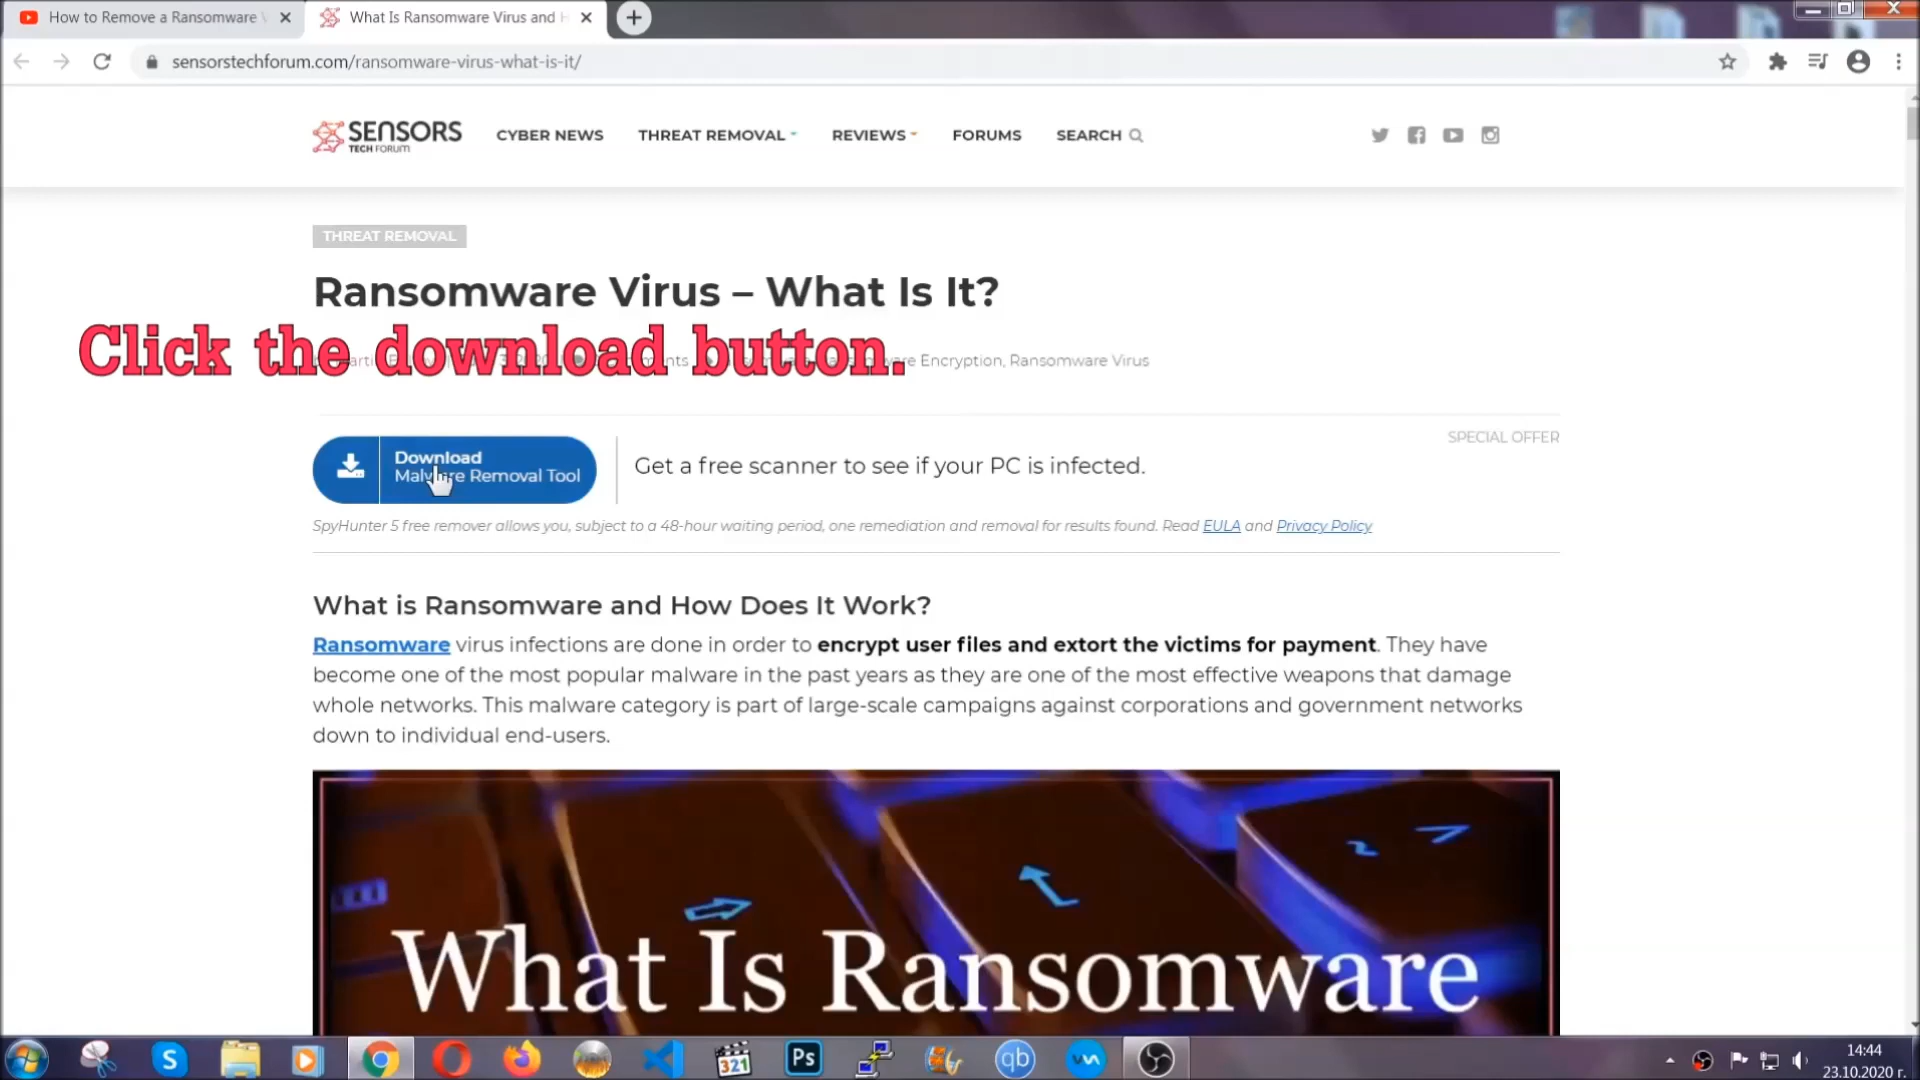 How to Remove a Ransomware
What Is Ransomware Virus and H
sensorstechforum.com/ransomware-virus-what-is-it/
SENSORS
TECH FORUM
CYBER NEWS
THREAT REMOVAL
REVIEWS
FORUMS
SEARCH
THREAT REMOVAL
Ransomware Virus – What Is It?
Click the download button.
Encryption, Ransomware Virus
SPECIAL OFFER
Download
Malware Removal Tool
Get a free scanner to see if your PC is infected.
SpyHunter 5 free remover allows you, subject to a 48-hour waiting period, one remediation and removal for results found. Read EULA and Privacy Policy
What is Ransomware and How Does It Work?
Ransomware virus infections are done in order to encrypt user files and extort the victims for payment. They have
become one of the most popular malware in the past years as they are one of the most effective weapons that damage
whole networks. This malware category is part of large-scale campaigns against corporations and government networks
down to individual end-users.
What Is Ransomware
S
321
Ps
qb
14:44
23.10.2020 г.